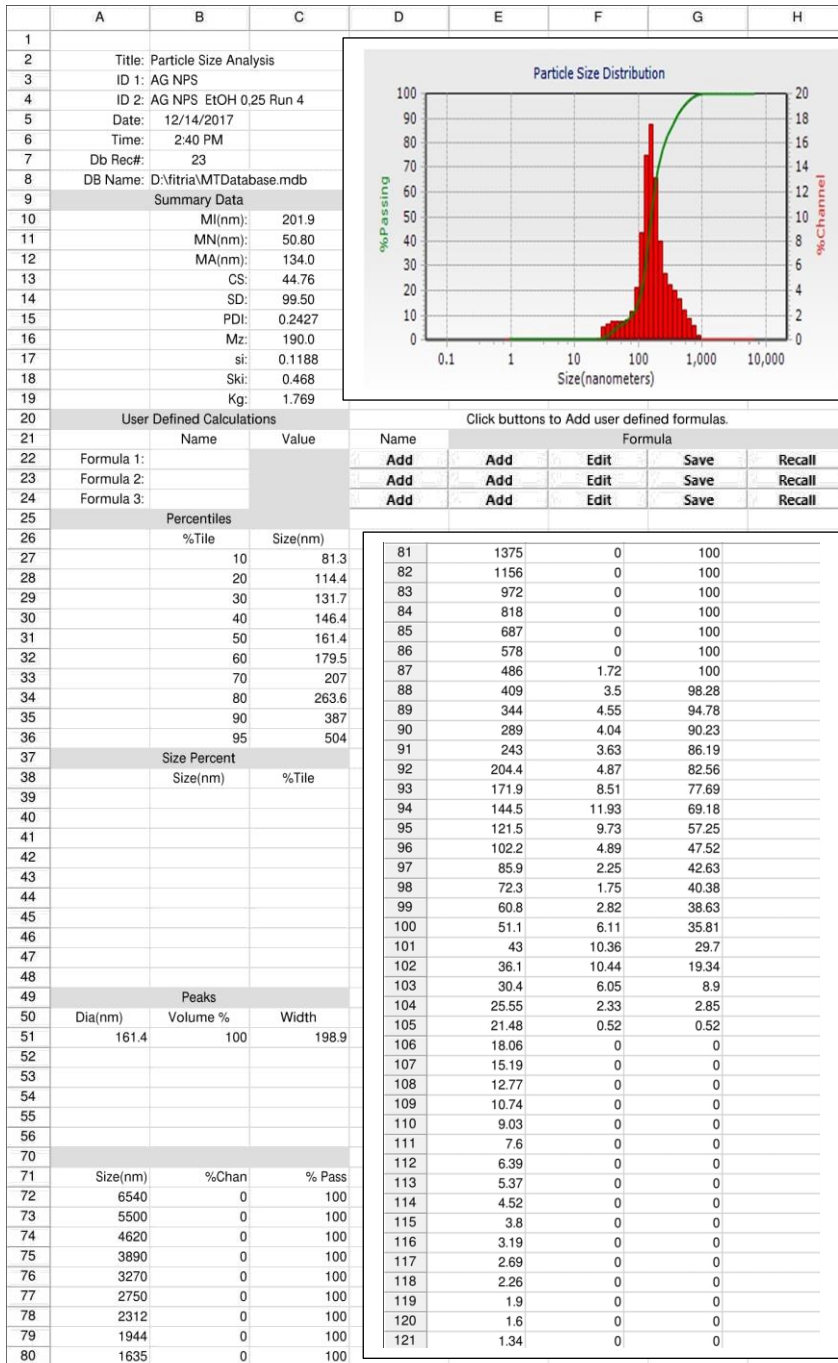 A B C D E F G H
1
2 Title: Particle Size Analysis
3 ID 1: AG NPS
4 ID 2: AG NPS EtOH 0,25 Run 4
5 Date: 12/14/2017
6 Time: 2:40 PM
7 Db Rec#: 23
8 DB Name: D:\fitria\MTDatabase.mdb
9 Summary Data
10 MI(nm): 201.9
11 MN(nm): 50.80
12 MA(nm): 134.0
13 CS: 44.76
14 SD: 99.50
15 PDI: 0.2427
16 Mz: 190.0
17 si: 0.1188
18 Ski: 0.468
19 Kg: 1.769
Particle Size Distribution
%Passing
100
90
80
70
60
50
40
30
20
10
0
%Channel
20
18
16
14
12
10
8
6
4
2
0
0.1 1 10 100 1,000 10,000
Size(nanometers)
20 User Defined Calculations Click buttons to Add user defined formulas.
21 Name Value Name Formula
22 Formula 1: Add Add Edit Save Recall
23 Formula 2: Add Add Edit Save Recall
24 Formula 3: Add Add Edit Save Recall
25 Percentiles
26 %Tile Size(nm)
27 10 81.3
28 20 114.4
29 30 131.7
30 40 146.4
31 50 161.4
32 60 179.5
33 70 207
34 80 263.6
35 90 387
36 95 504
37 Size Percent
38 Size(nm) %Tile
39
40
41
42
43
44
45
46
47
48
49 Peaks
50 Dia(nm) Volume % Width
51 161.4 100 198.9
52
53
54
55
56
70
71 Size(nm) %Chan % Pass
72 6540 0 100
73 5500 0 100
74 4620 0 100
75 3890 0 100
76 3270 0 100
77 2750 0 100
78 2312 0 100
79 1944 0 100
80 1635 0 100
81 1375 0 100
82 1156 0 100
83 972 0 100
84 818 0 100
85 687 0 100
86 578 0 100
87 486 1.72 100
88 409 3.5 98.28
89 344 4.55 94.78
90 289 4.04 90.23
91 243 3.63 86.19
92 204.4 4.87 82.56
93 171.9 8.51 77.69
94 144.5 11.93 69.18
95 121.5 9.73 57.25
96 102.2 4.89 47.52
97 85.9 2.25 42.63
98 72.3 1.75 40.38
99 60.8 2.82 38.63
100 51.1 6.11 35.81
101 43 10.36 29.7
102 36.1 10.44 19.34
103 30.4 6.05 8.9
104 25.55 2.33 2.85
105 21.48 0.52 0.52
106 18.06 0 0
107 15.19 0 0
108 12.77 0 0
109 10.74 0 0
110 9.03 0 0
111 7.6 0 0
112 6.39 0 0
113 5.37 0 0
114 4.52 0 0
115 3.8 0 0
116 3.19 0 0
117 2.69 0 0
118 2.26 0 0
119 1.9 0 0
120 1.6 0 0
121 1.34 0 0